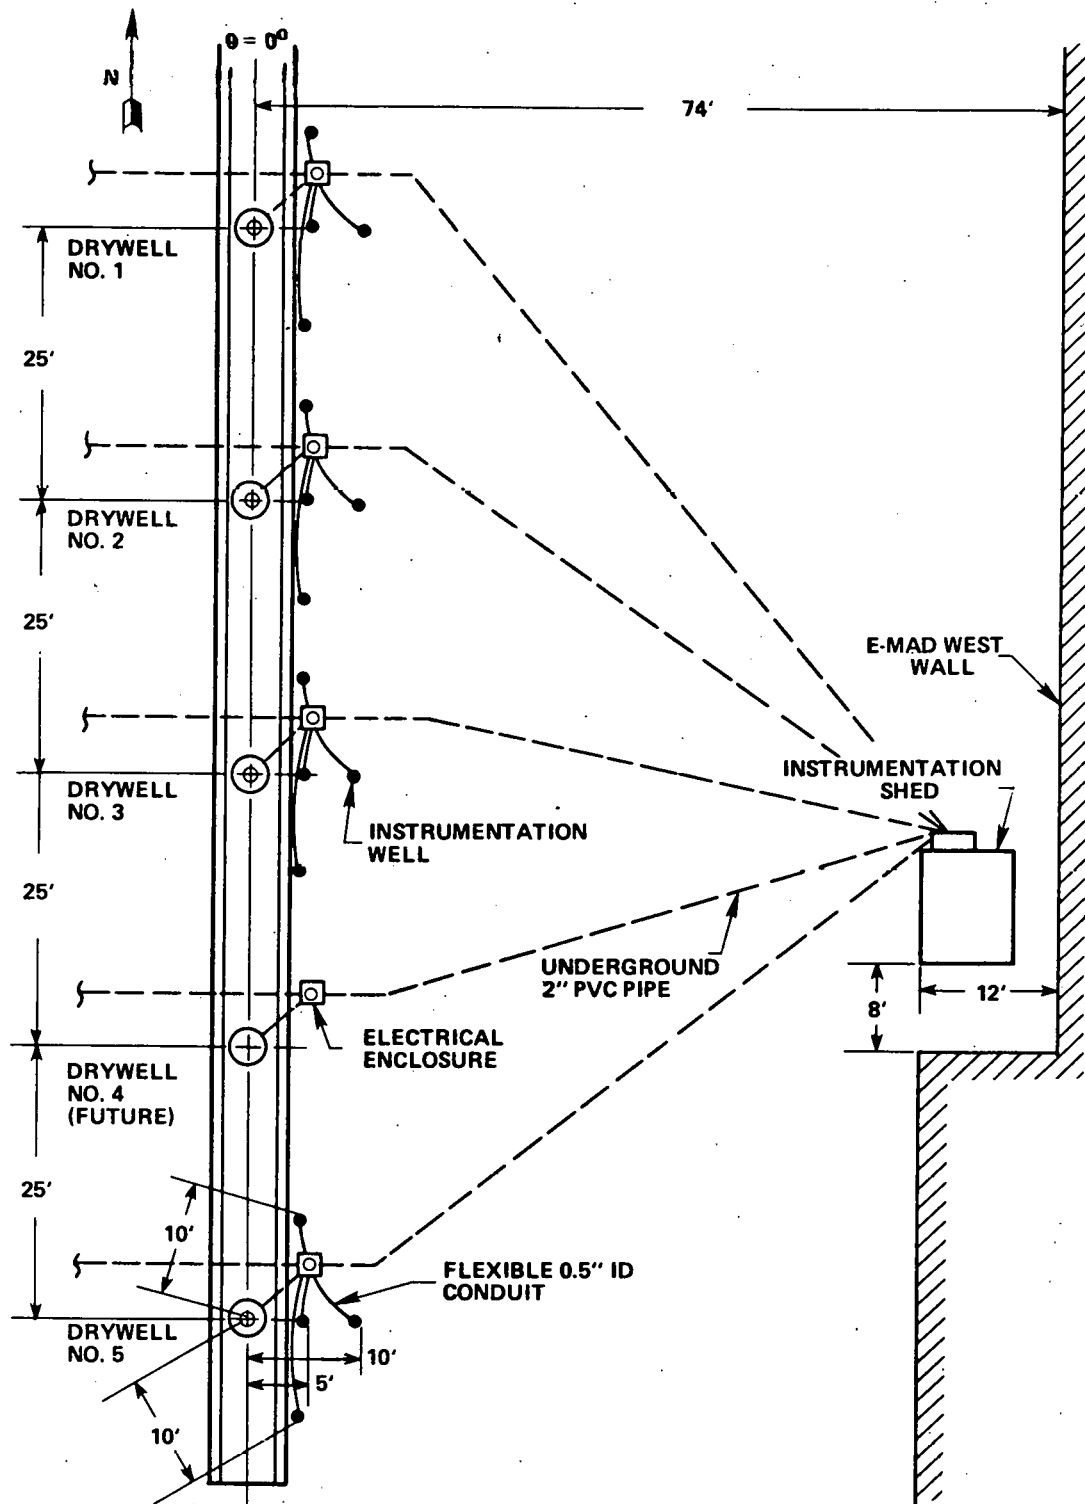 θ = 0°
N
74'
DRYWELL
NO. 1
25'
DRYWELL
NO. 2
25'
E-MAD WEST
WALL
INSTRUMENTATION
SHED
DRYWELL
NO. 3
INSTRUMENTATION
WELL
25'
UNDERGROUND
2" PVC PIPE
8'
12'
ELECTRICAL
ENCLOSURE
DRYWELL
NO. 4
(FUTURE)
25'
10'
FLEXIBLE 0.5" ID
CONDUIT
DRYWELL
NO. 5
10'
5'
10'